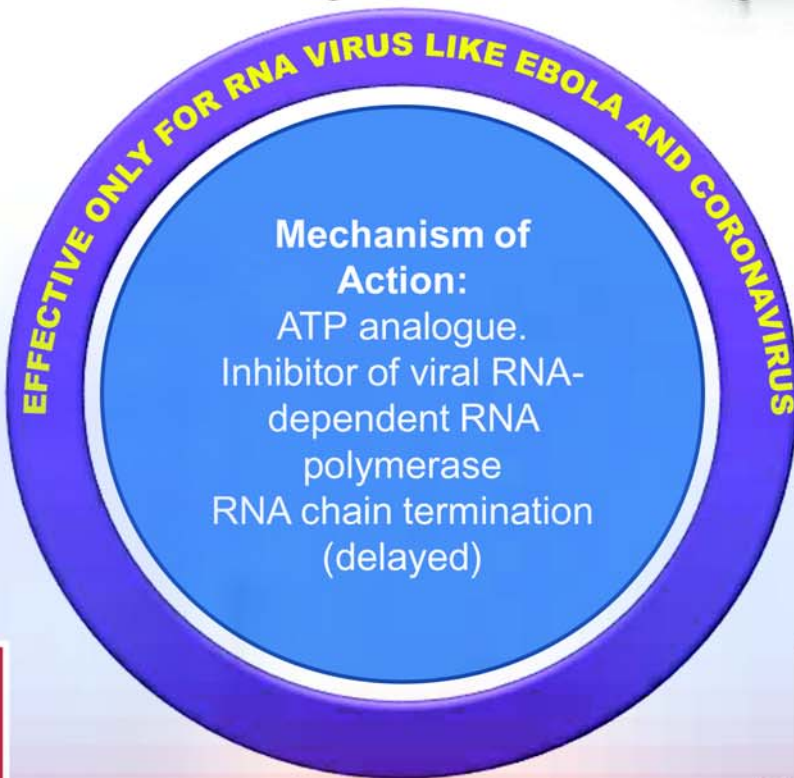 EFFECTIVE ONLY FOR RNA VIRUS LIKE EBOLA AND CORONAVIRUS
Mechanism of
Action:
ATP analogue.
Inhibitor of viral RNA-
dependent RNA
polymerase
RNA chain termination
(delayed)